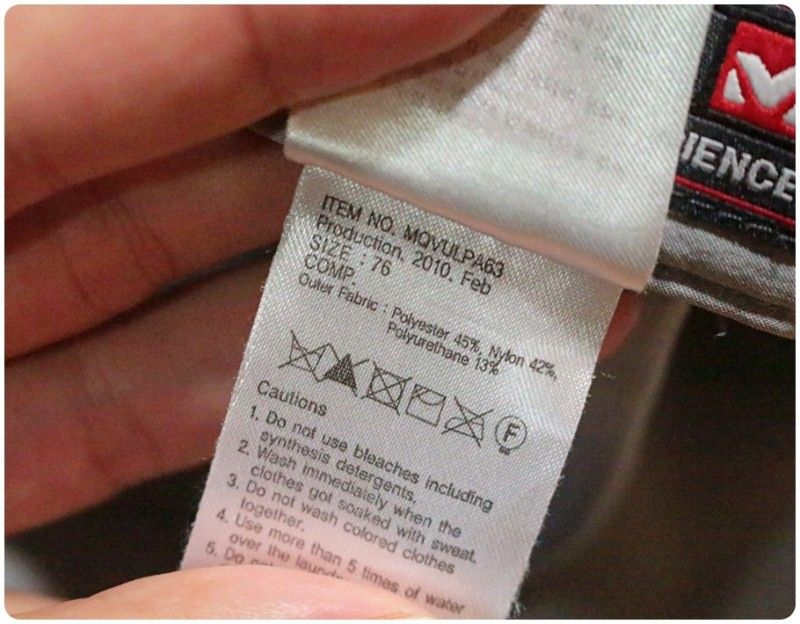 ITEM NO. MQVULPA63
Production. 2010. Feb
SIZE : 76
COMP.
Outer Fabric : Polyester 45%, Nylon 42%,
Polyurethane 13%
F
Cautions
1. Do not use bleaches including
synthesis detergents.
2. Wash immediately when the
clothes got soaked with sweat.
3. Do not wash colored clothes
together.
4. Use more than 5 times of water
over the
5. Do